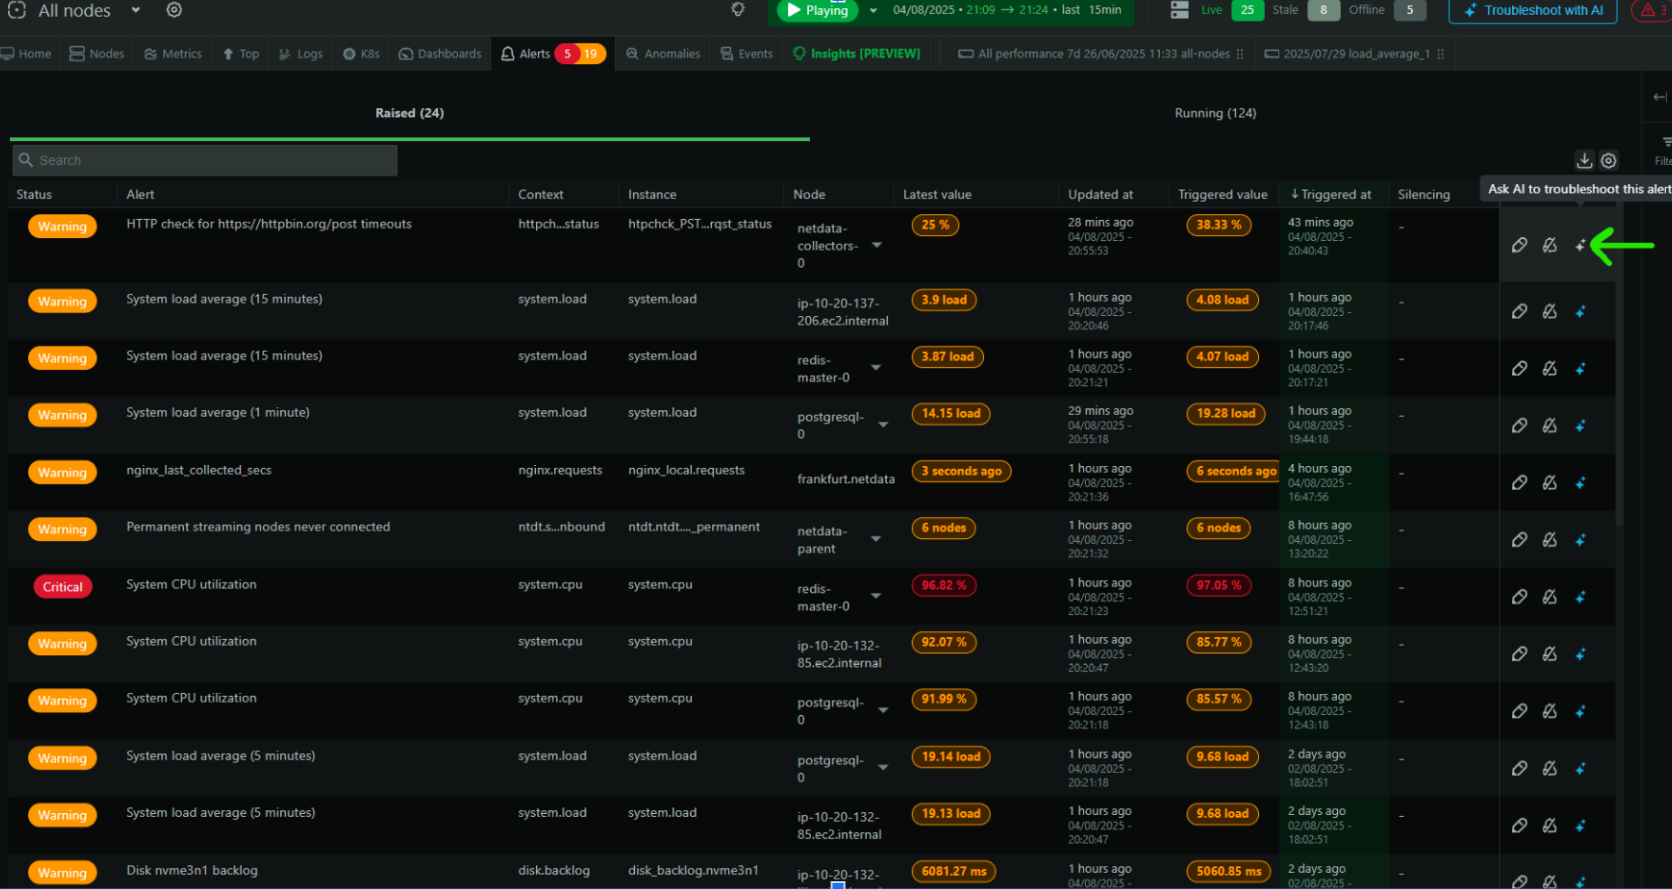 All nodes
Playing
04/08/2025 • 21:09 → 21:24 • last 15min
Live 25 Stale 8 Offline 5
Troubleshoot with AI
3
Home Nodes Metrics Top Logs K8s Dashboards Alerts 5 19 Anomalies Events Insights [PREVIEW] All performance 7d 26/06/2025 11:33 all-nodes 2025/07/29 load_average_1
Raised (24) Running (124)
Search
Ask AI to troubleshoot this alert
Status Alert Context Instance Node Latest value Updated at Triggered value ↓ Triggered at Silencing
Warning HTTP check for https://httpbin.org/post timeouts httpch...status htpchck_PST...rqst_status netdata-collectors-0 25 % 28 mins ago 04/08/2025 - 20:55:53 38.33 % 43 mins ago 04/08/2025 - 20:40:43 -
Warning System load average (15 minutes) system.load system.load ip-10-20-137-206.ec2.internal 3.9 load 1 hours ago 04/08/2025 - 20:20:46 4.08 load 1 hours ago 04/08/2025 - 20:17:46 -
Warning System load average (15 minutes) system.load system.load redis-master-0 3.87 load 1 hours ago 04/08/2025 - 20:21:21 4.07 load 1 hours ago 04/08/2025 - 20:17:21 -
Warning System load average (1 minute) system.load system.load postgresql-0 14.15 load 29 mins ago 04/08/2025 - 20:55:18 19.28 load 1 hours ago 04/08/2025 - 19:44:18 -
Warning nginx_last_collected_secs nginx.requests nginx_local.requests frankfurt.netdata 3 seconds ago 1 hours ago 04/08/2025 - 20:21:36 6 seconds ago 4 hours ago 04/08/2025 - 16:47:56 -
Warning Permanent streaming nodes never connected ntdt.s...nbound ntdt.ntdt...._permanent netdata-parent 6 nodes 1 hours ago 04/08/2025 - 20:21:32 6 nodes 8 hours ago 04/08/2025 - 13:20:22 -
Critical System CPU utilization system.cpu system.cpu redis-master-0 96.82 % 1 hours ago 04/08/2025 - 20:21:23 97.05 % 8 hours ago 04/08/2025 - 12:51:21 -
Warning System CPU utilization system.cpu system.cpu ip-10-20-132-85.ec2.internal 92.07 % 1 hours ago 04/08/2025 - 20:20:47 85.77 % 8 hours ago 04/08/2025 - 12:43:20 -
Warning System CPU utilization system.cpu system.cpu postgresql-0 91.99 % 1 hours ago 04/08/2025 - 20:21:18 85.57 % 8 hours ago 04/08/2025 - 12:43:18 -
Warning System load average (5 minutes) system.load system.load postgresql-0 19.14 load 1 hours ago 04/08/2025 - 20:21:18 9.68 load 2 days ago 02/08/2025 - 18:02:51 -
Warning System load average (5 minutes) system.load system.load ip-10-20-132-85.ec2.internal 19.13 load 1 hours ago 04/08/2025 - 20:20:47 9.68 load 2 days ago 02/08/2025 - 18:02:51 -
Warning Disk nvme3n1 backlog disk.backlog disk_backlog.nvme3n1 ip-10-20-132- 6081.27 ms 1 hours ago 04/08/2025 - 5060.85 ms 2 days ago 02/08/2025 - -